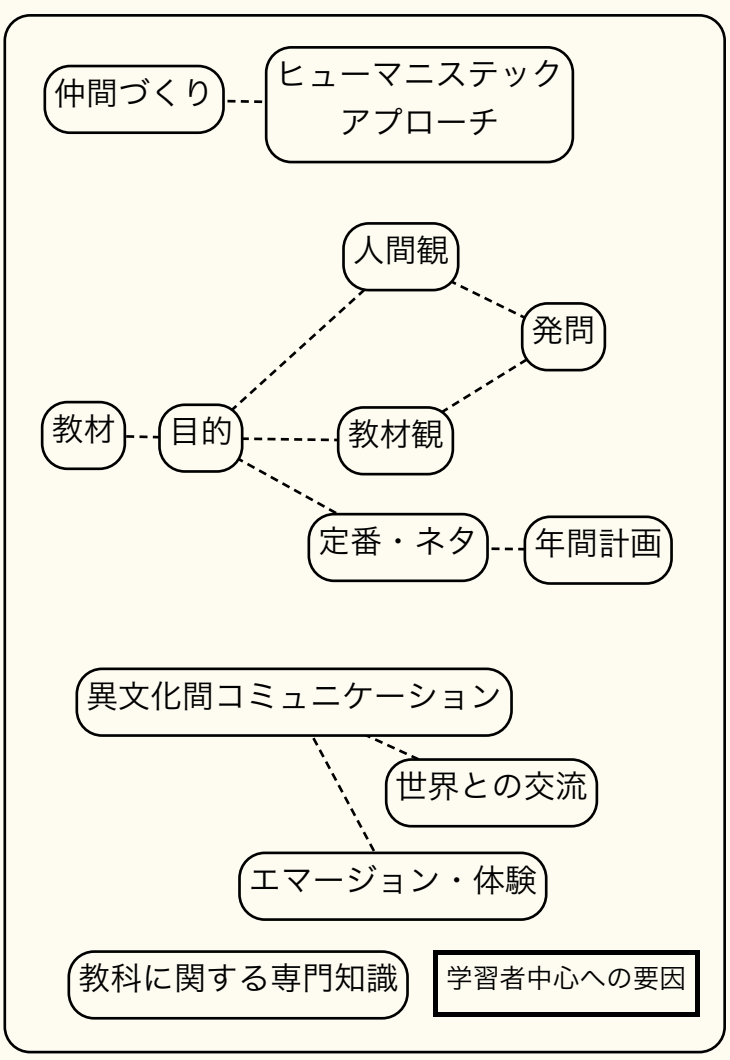 仲間づくり
ヒューマニステック
アプローチ
人間観
発問
教材
目的
教材観
定番・ネタ
年間計画
異文化間コミュニケーション
世界との交流
エマージョン・体験
教科に関する専門知識
学習者中心への要因